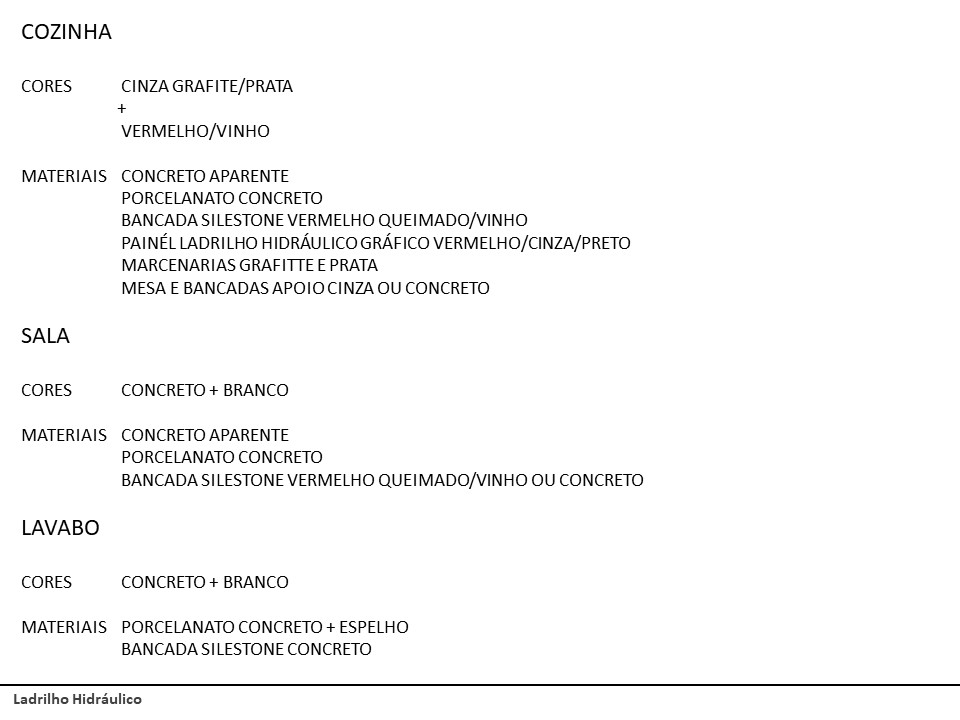 COZINHA
CORES CINZA GRAFITE/PRATA
+
VERMELHO/VINHO
MATERIAIS CONCRETO APARENTE
PORCELANATO CONCRETO
BANCADA SILESTONE VERMELHO QUEIMADO/VINHO
PAINÉL LADRILHO HIDRÁULICO GRÁFICO VERMELHO/CINZA/PRETO
MARCENARIAS GRAFITTE E PRATA
MESA E BANCADAS APOIO CINZA OU CONCRETO
SALA
CORES CONCRETO + BRANCO
MATERIAIS CONCRETO APARENTE
PORCELANATO CONCRETO
BANCADA SILESTONE VERMELHO QUEIMADO/VINHO OU CONCRETO
LAVABO
CORES CONCRETO + BRANCO
MATERIAIS PORCELANATO CONCRETO + ESPELHO
BANCADA SILESTONE CONCRETO
Ladrilho Hidráulico